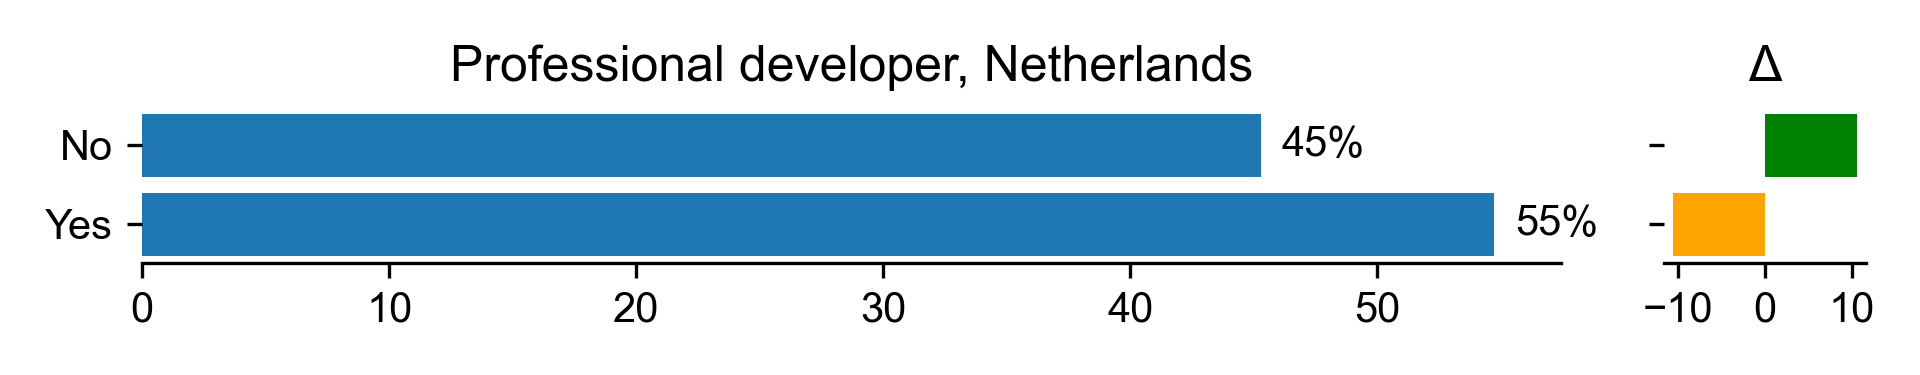 Professional developer, Netherlands Δ
No 45%
Yes 55%
0 10 20 30 40 50 −10 0 10